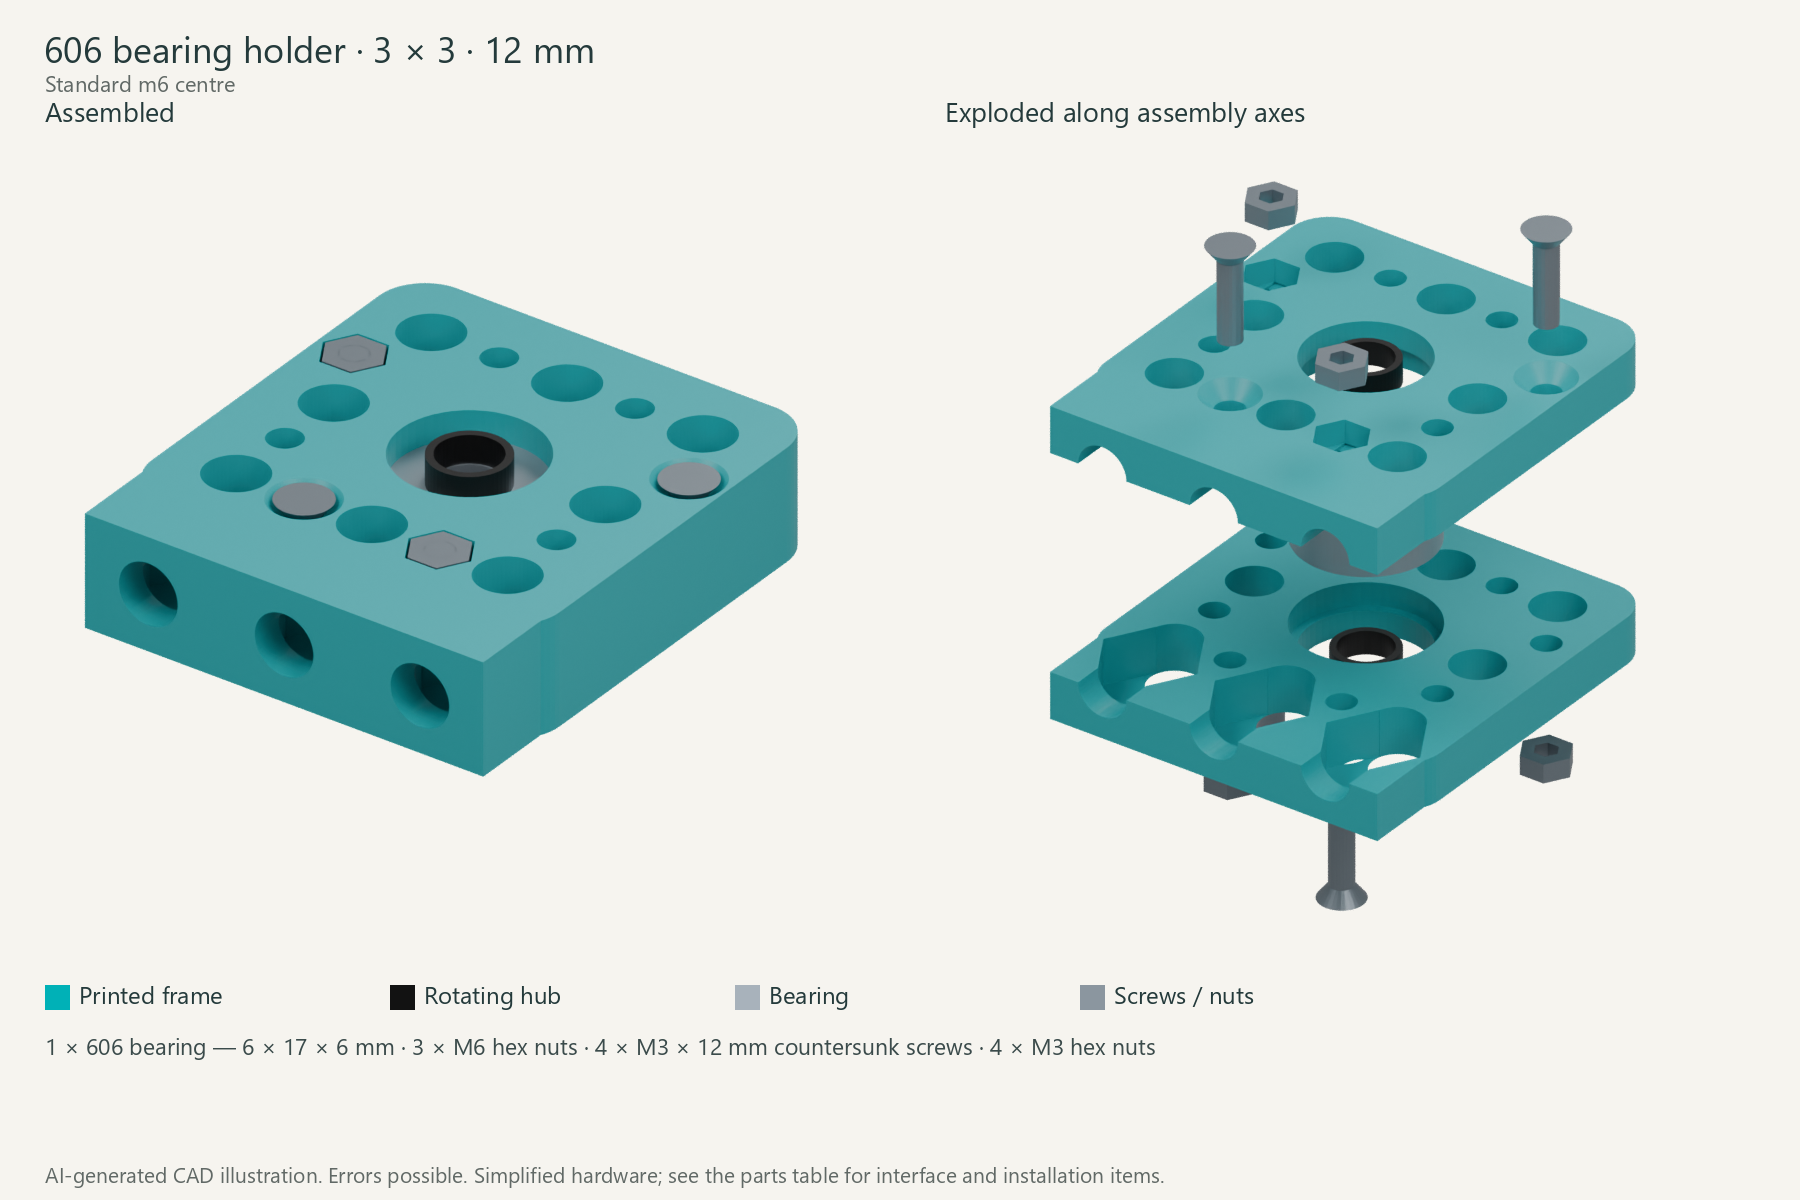 606 bearing holder · 3 × 3 · 12 mm
Standard m6 centre
Assembled
Exploded along assembly axes
Printed frame
Rotating hub
Bearing
Screws / nuts
1 × 606 bearing — 6 × 17 × 6 mm · 3 × M6 hex nuts · 4 × M3 × 12 mm countersunk screws · 4 × M3 hex nuts
AI-generated CAD illustration. Errors possible. Simplified hardware; see the parts table for interface and installation items.